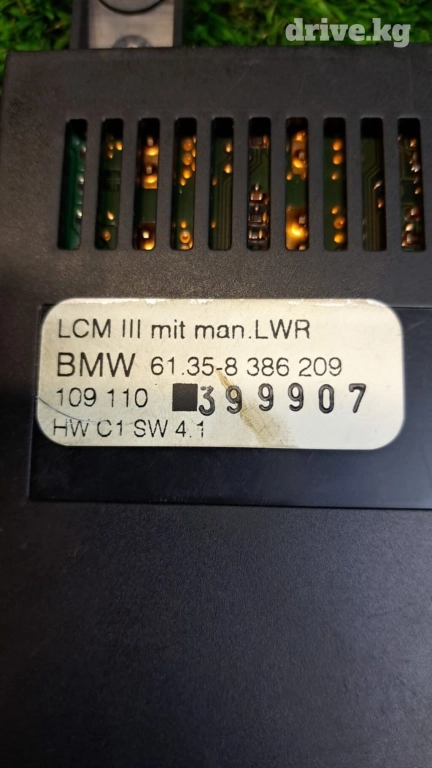 drive.kg
LCM III mit man.LWR
BMW 61.35-8 386 209
109 110 399907
HW C1 SW 4.1